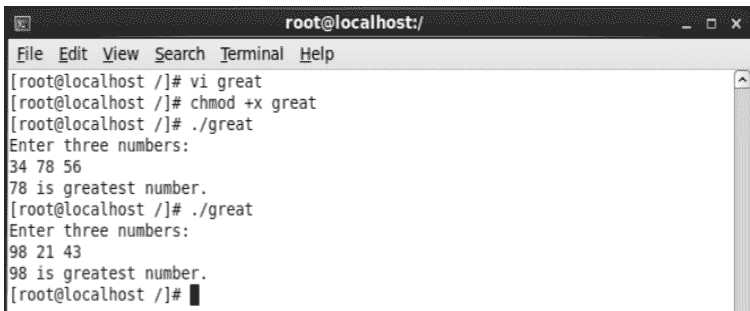 root@localhost:/
File Edit View Search Terminal Help
[root@localhost /]# vi great
[root@localhost /]# chmod +x great
[root@localhost /]# ./great
Enter three numbers:
34 78 56
78 is greatest number.
[root@localhost /]# ./great
Enter three numbers:
98 21 43
98 is greatest number.
[root@localhost /]#